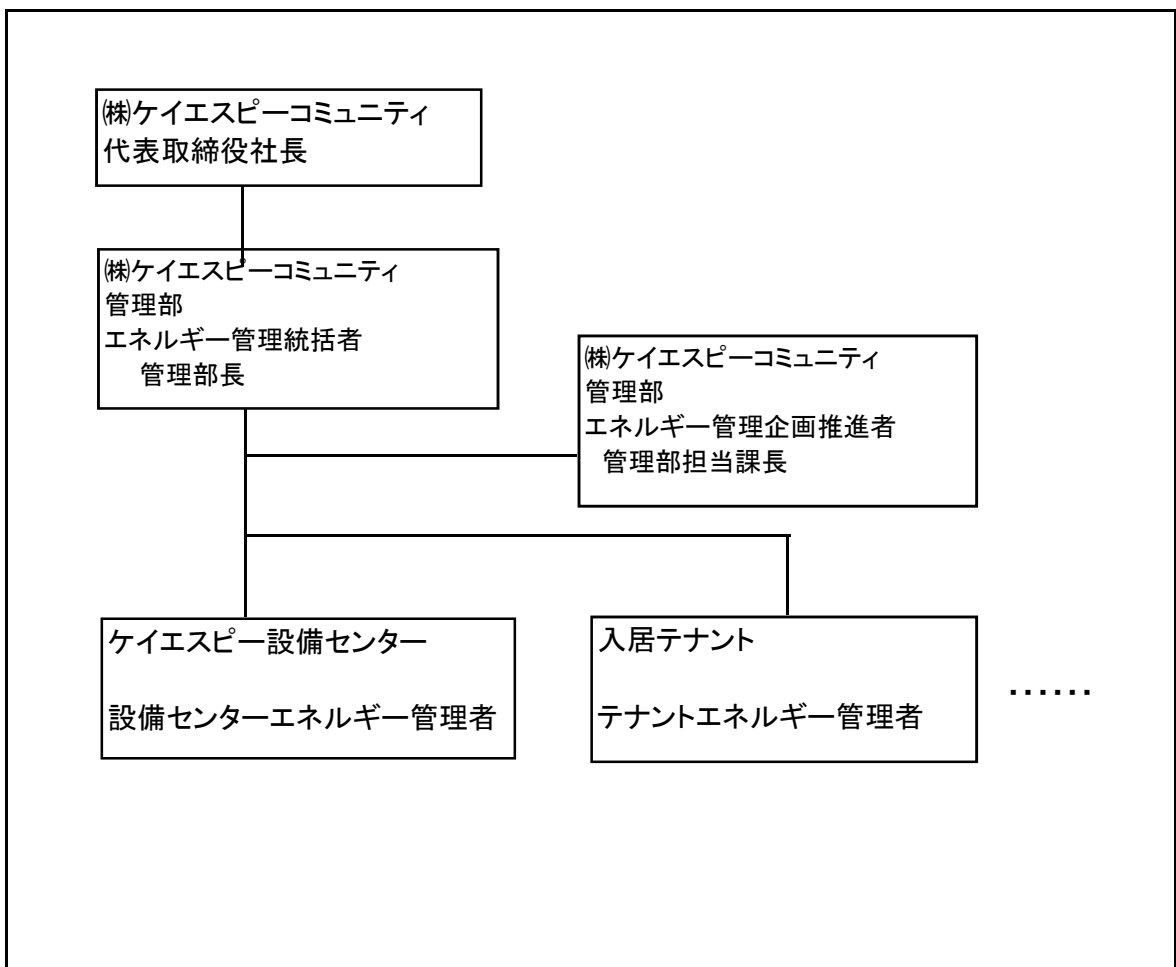 ㈱ケイエスピーコミュニティ
代表取締役社長
㈱ケイエスピーコミュニティ
管理部
エネルギー管理統括者
管理部長
㈱ケイエスピーコミュニティ
管理部
エネルギー管理企画推進者
管理部担当課長
ケイエスピー設備センター
設備センターエネルギー管理者
入居テナント
テナントエネルギー管理者
……